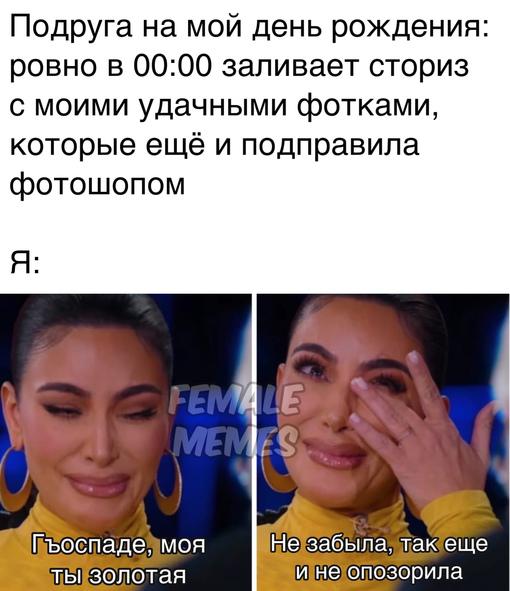 Подруга на мой день рождения:
ровно в 00:00 заливает сториз
с моими удачными фотками,
которые ещё и подправила
фотошопом
Я:
FEMALE
MEMES
Гъоспаде, моя
ты золотая
Не забыла, так еще
и не опозорила